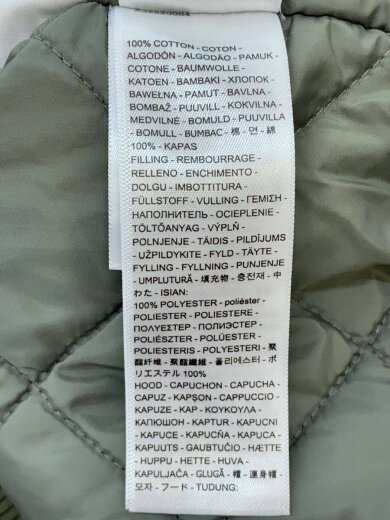 100% COTTON - COTON -
ALGODÓN - ALGODÃO - PAMUK -
COTONE - BAUMWOLLE -
KATOEN - BAMBAKI - ХЛОПОК -
BAWEŁNA - PAMUT - BAVLNA -
BOMBAŽ - PUUVILL - KOKVILNA -
MEDVILNĖ - BOMULD - PUUVILLA
- BOMULL - BUMBAC - 棉 - 면 - 綿
100% - KAPAS
FILLING - REMBOURRAGE -
RELLENO - ENCHIMENTO -
DOLGU - IMBOTTITURA -
FÜLLSTOFF - VULLING - ΓΕΜΙΣΗ -
НАПОЛНИТЕЛЬ - OCIEPLENIE -
TÖLTŐANYAG - VÝPLŇ -
POLNJENJE - TÄIDIS - PILDĪJUMS
- UŽPILDYKITE - FYLD - TÄYTE -
FYLLING - FYLLNING - PUNJENJE
- UMPLUTURĂ - 填充物 - 충전재 - 中
わた - ISIAN:
100% POLYESTER - poliéster -
POLIESTER - POLIESTERE -
ПОЛУЕСТЕР - ПОЛИЭСТЕР -
POLIÉSZTER - POLÜESTER -
POLIESTERIS - POLYESTERI - 聚
酯纖維 - 聚酯纤维 - 폴리에스터 - ポ
リエステル 100%
HOOD - CAPUCHON - CAPUCHA -
CAPUZ - KAPŞON - CAPPUCCIO -
KAPUZE - KAP - ΚΟΥΚΟΥΛΑ -
КАПЮШОН - KAPTUR - KAPUCNI
- KAPUCE - KAPUCŇA - KAPUCA -
KAPUUTS - GAUBTUČIO - HÆTTE
- HUPPU - HETTE - HUVA -
KAPULJAČA - GLUGĂ - 帽 - 連身帽 -
모자 - フード - TUDUNG: